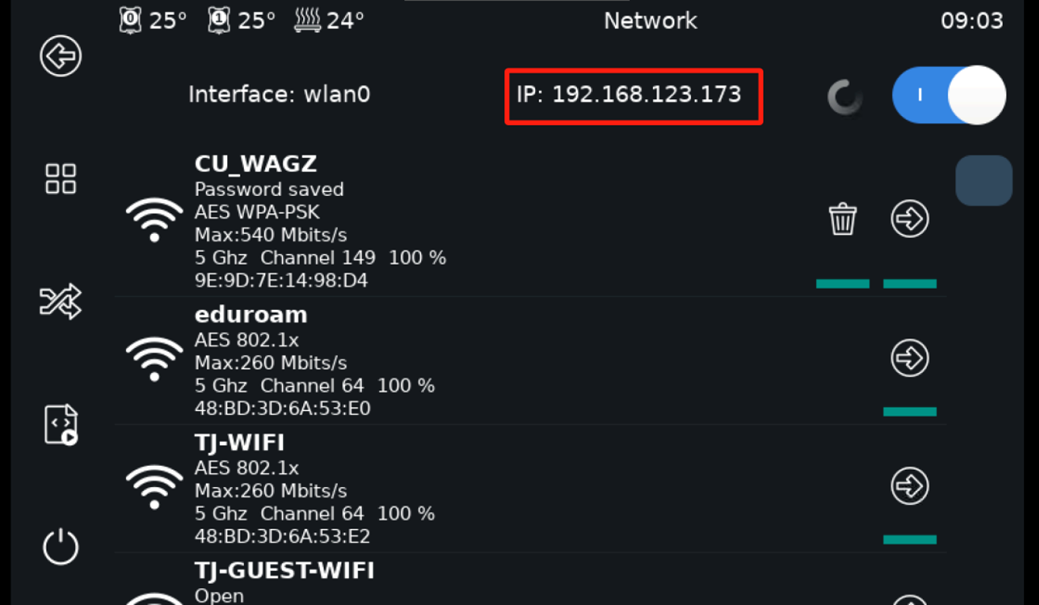 0 25° 1 25° 24° Network 09:03
Interface: wlan0 IP: 192.168.123.173 I
CU_WAGZ
Password saved
AES WPA-PSK
Max:540 Mbits/s
5 Ghz Channel 149 100 %
9E:9D:7E:14:98:D4
eduroam
AES 802.1x
Max:260 Mbits/s
5 Ghz Channel 64 100 %
48:BD:3D:6A:53:E0
TJ-WIFI
AES 802.1x
Max:260 Mbits/s
5 Ghz Channel 64 100 %
48:BD:3D:6A:53:E2
TJ-GUEST-WIFI
Open